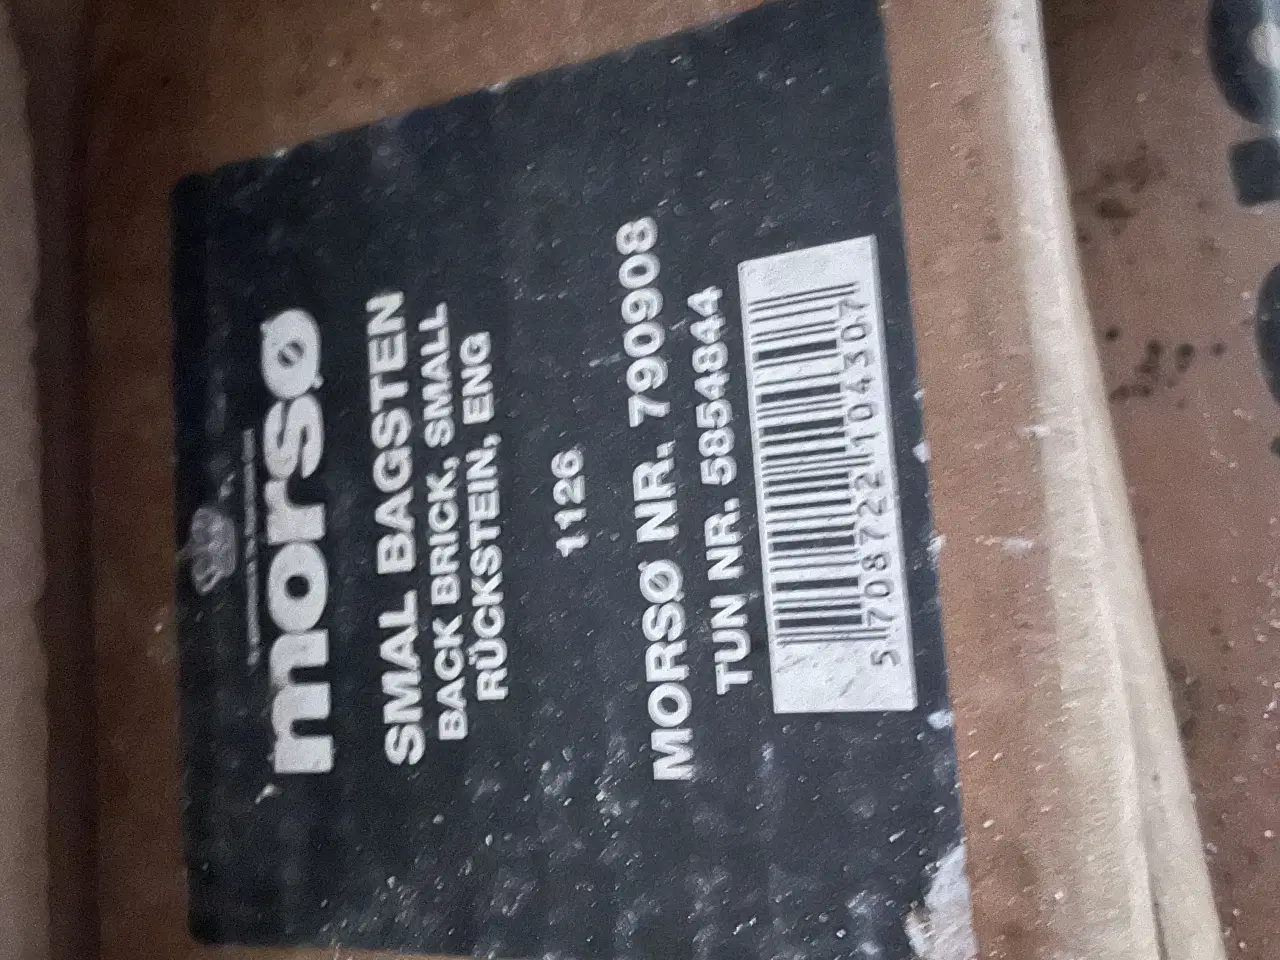 morsø
SMAL BAGSTEN
BACK BRICK, SMALL
RÜCKSTEIN, ENG
1126
MORSØ NR. 790908
TUN NR. 5854844
5 708722 104307